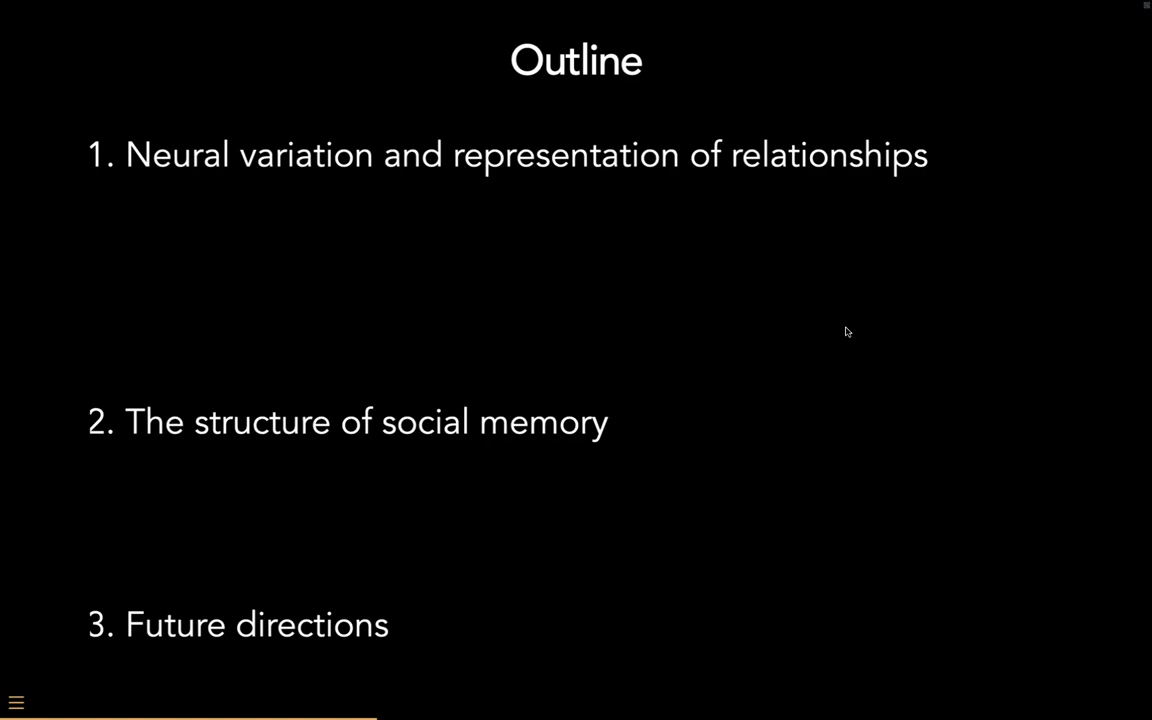 Outline
1. Neural variation and representation of relationships
2. The structure of social memory
3. Future directions